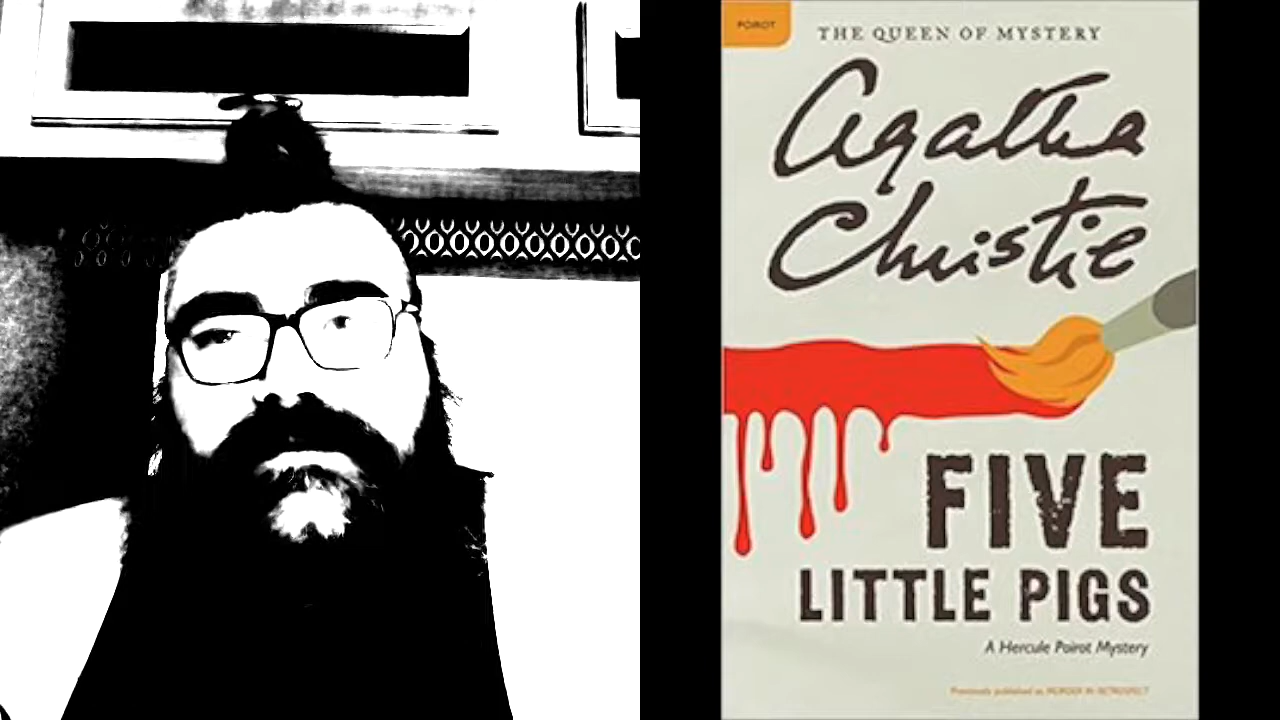 POIROT
THE QUEEN OF MYSTERY
Agatha
Christie
FIVE
LITTLE PIGS
A Hercule Poirot Mystery
Previously published as MURDER IN RETROSPECT